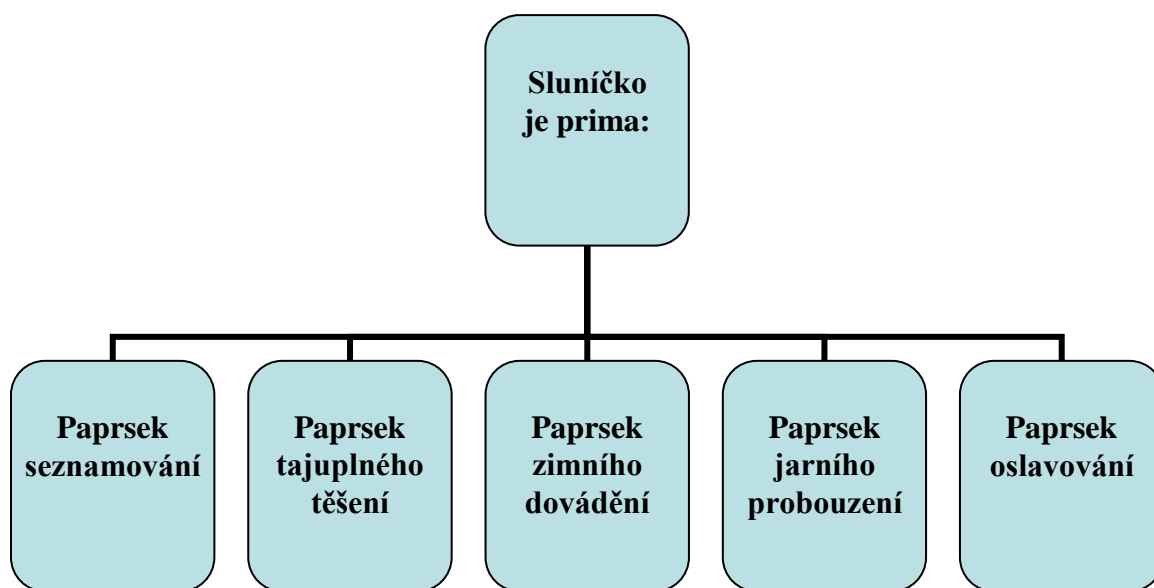 Sluníčko
je prima:
Paprsek
seznamování
Paprsek
tajuplného
těšení
Paprsek
zimního
dovádění
Paprsek
jarního
probouzení
Paprsek
oslavování